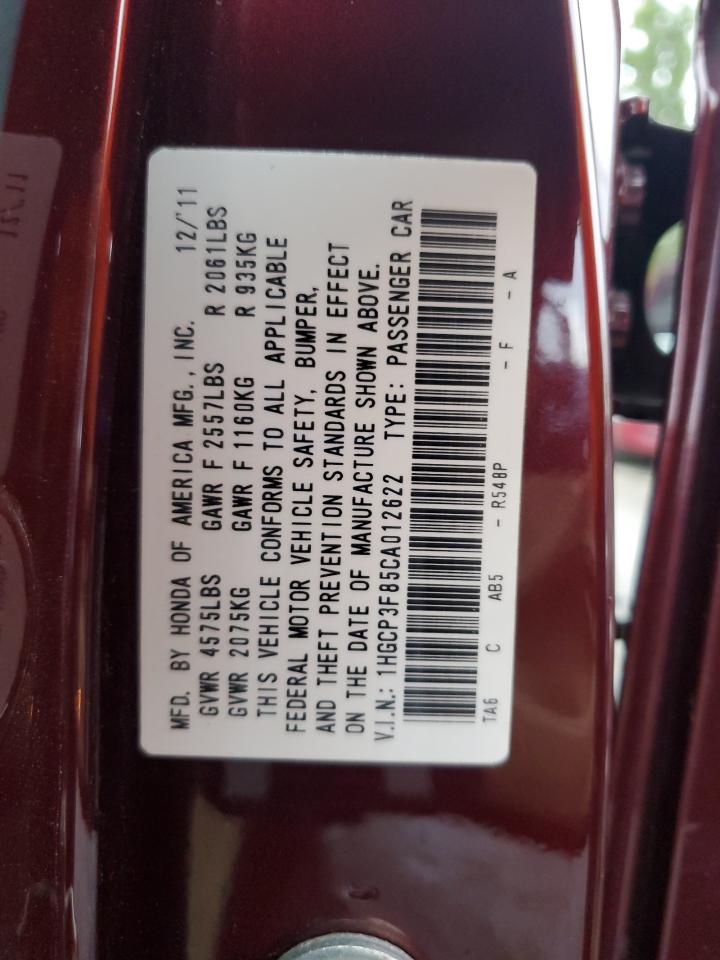 MFD. BY HONDA OF AMERICA MFG., INC. 12/'11
GVWR 4575LBS GAWR F 2557LBS R 2061LBS
GVWR 2075KG GAWR F 1160KG R 935KG
THIS VEHICLE CONFORMS TO ALL APPLICABLE
FEDERAL MOTOR VEHICLE SAFETY, BUMPER,
AND THEFT PREVENTION STANDARDS IN EFFECT
ON THE DATE OF MANUFACTURE SHOWN ABOVE.
V.I.N.: 1HGCP3F85CA012622 TYPE: PASSENGER CAR
TA6 C AB5 - R548P - F - A